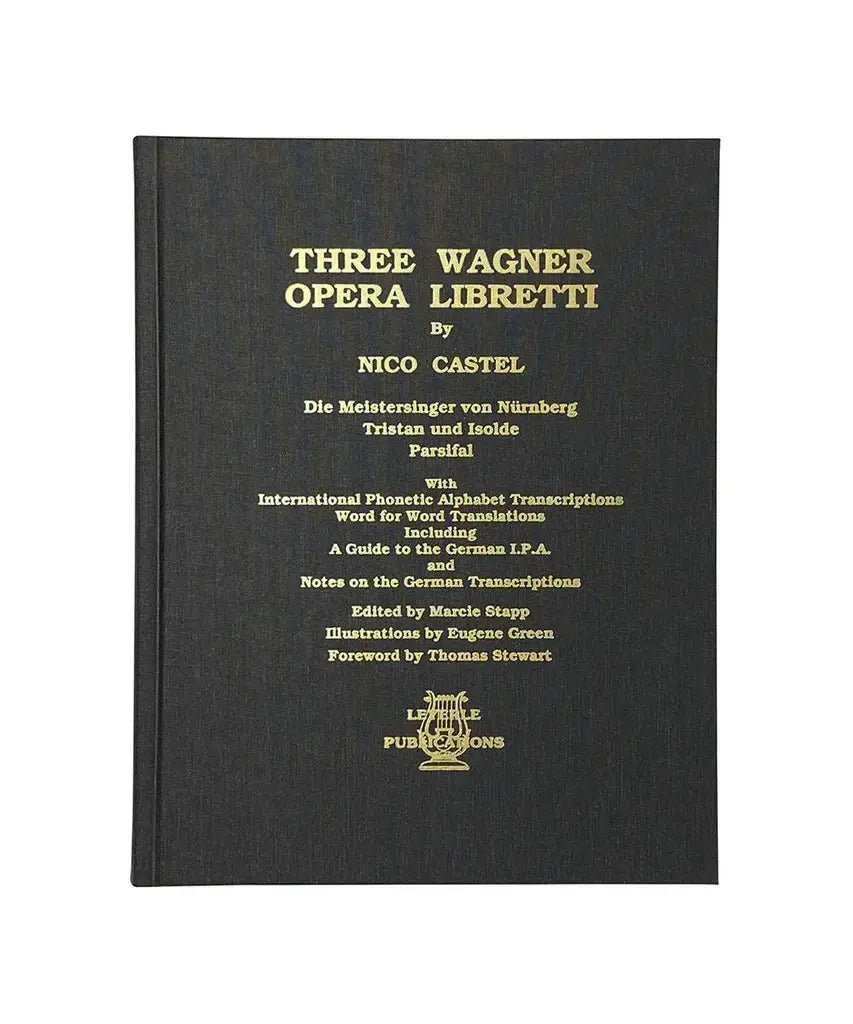 THREE WAGNER
OPERA LIBRETTI
By
NICO CASTEL
Die Meistersinger von Nürnberg
Tristan und Isolde
Parsifal
With
International Phonetic Alphabet Transcriptions
Word for Word Translations
Including
A Guide to the German I.P.A.
and
Notes on the German Transcriptions
Edited by Marcie Stapp
Illustrations by Eugene Green
Foreword by Thomas Stewart
LEYERLE
PUBLICATIONS